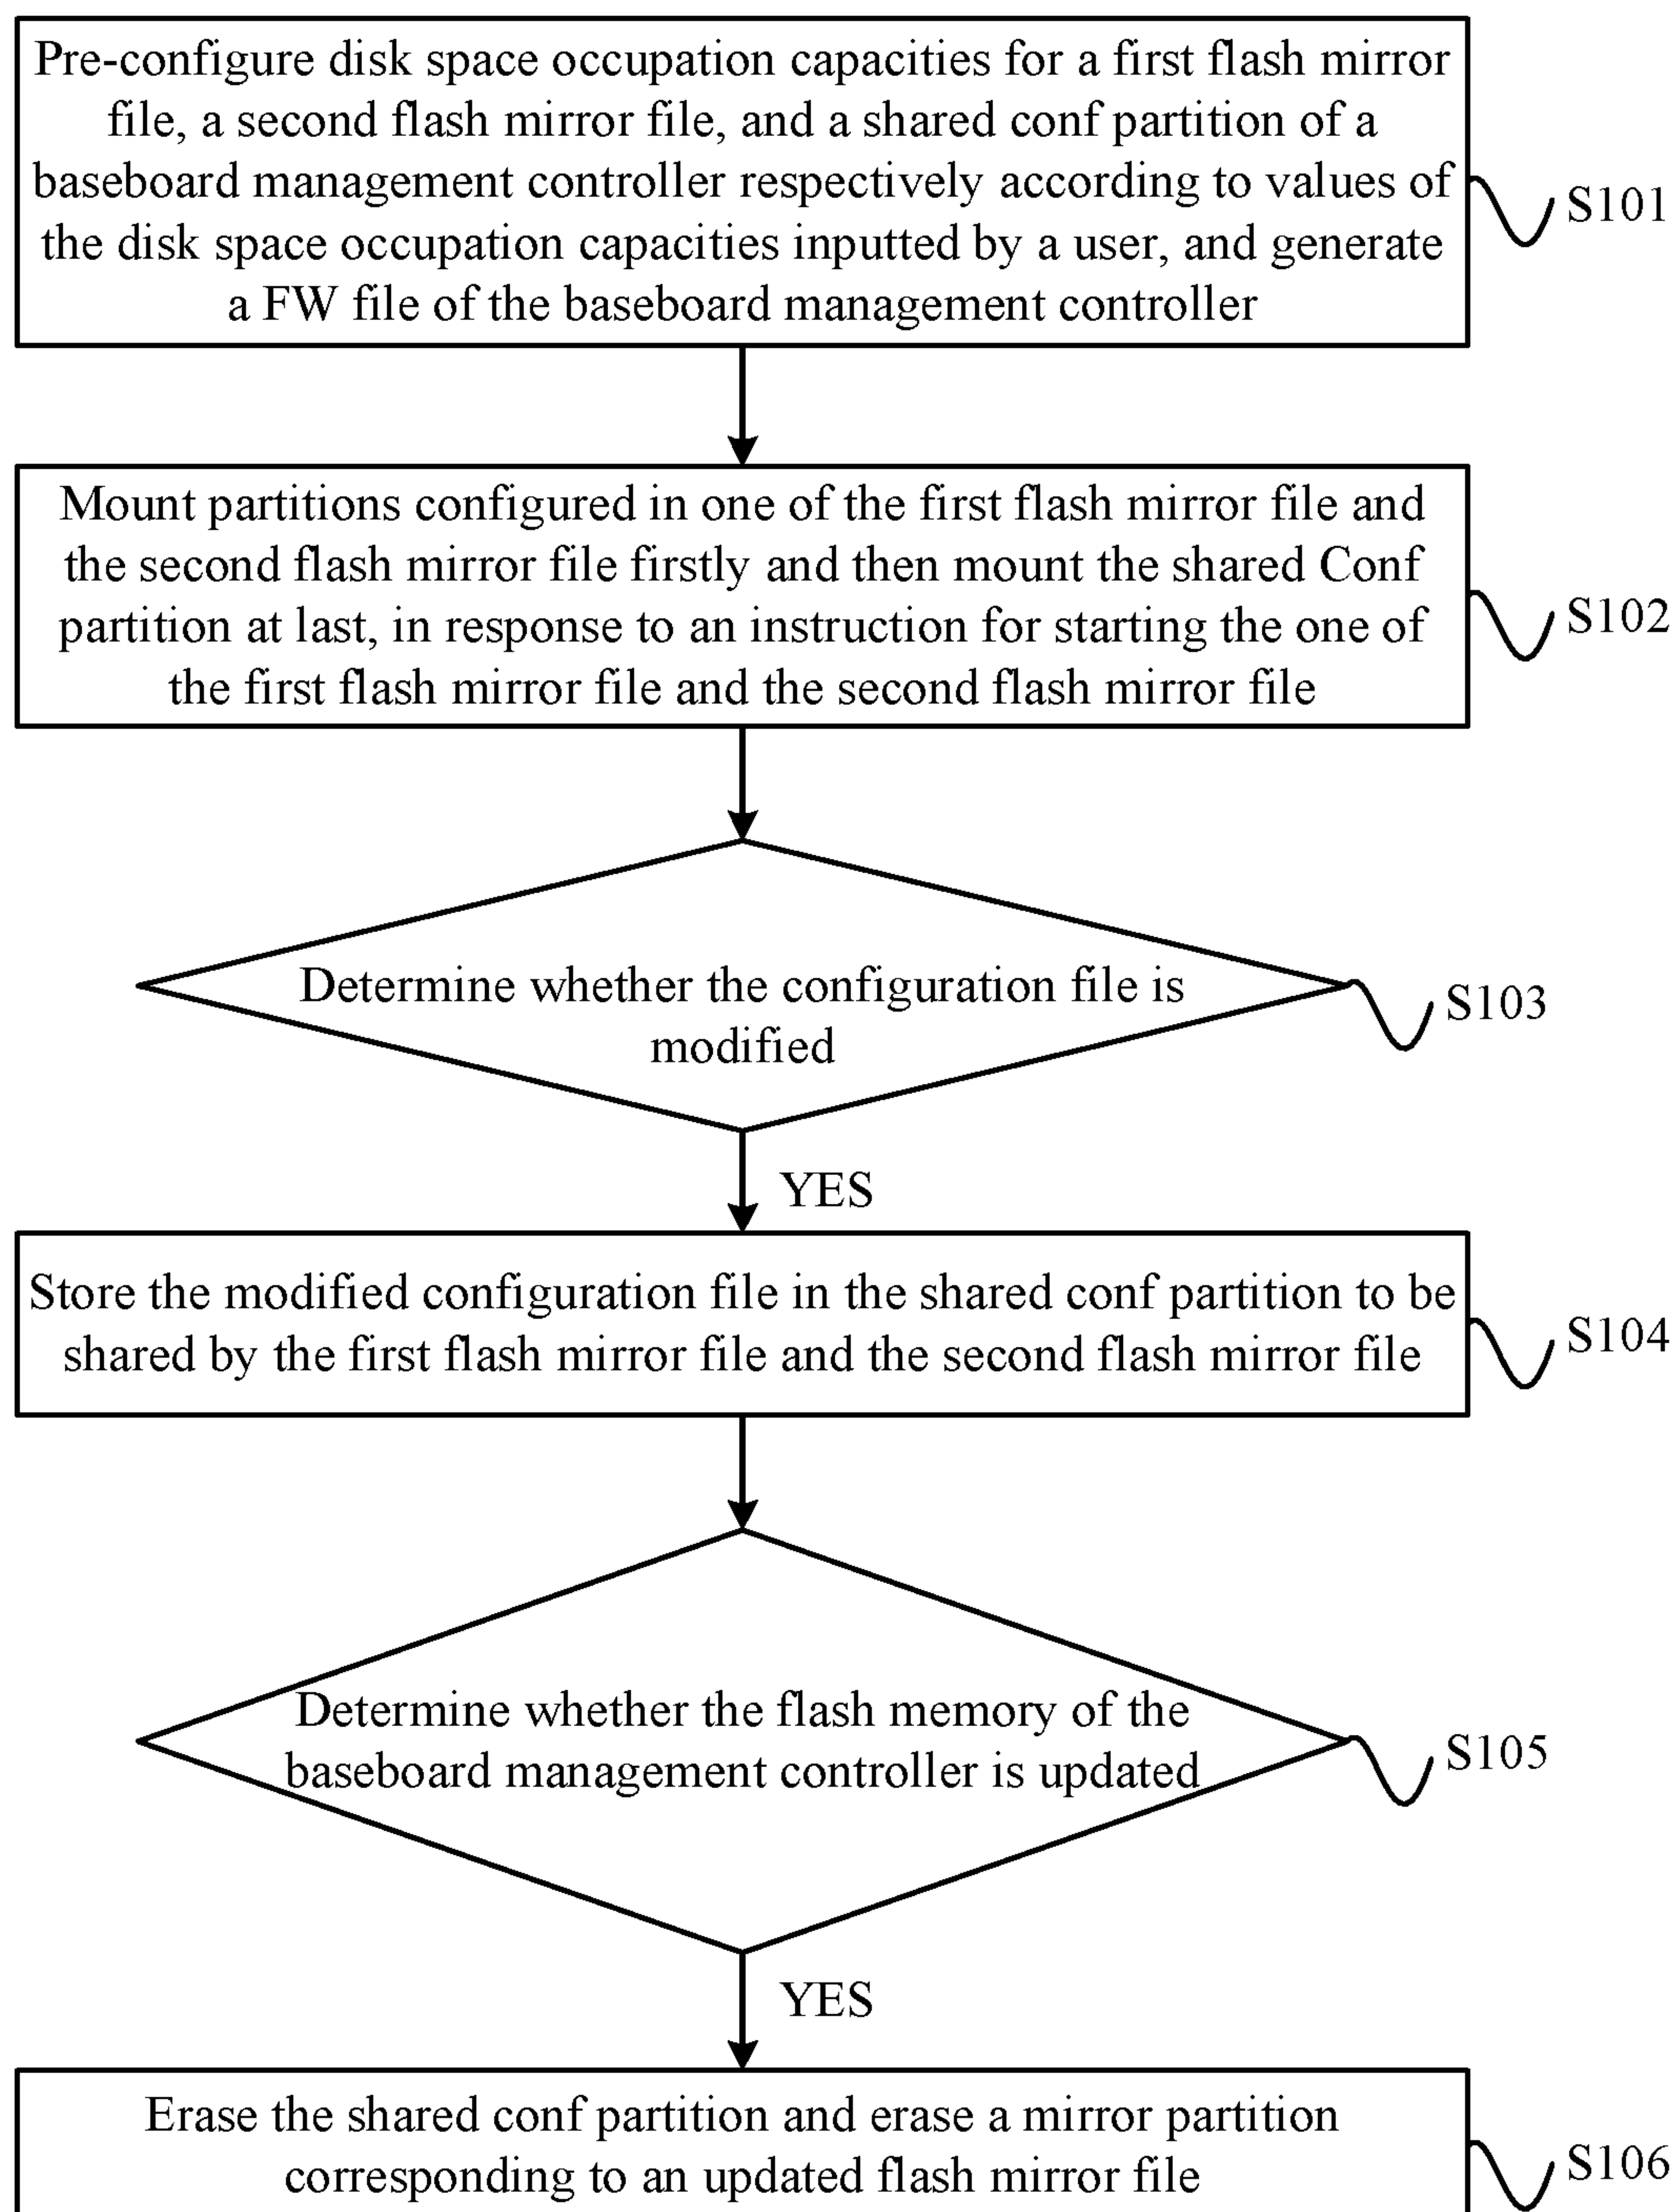 Pre-configure disk space occupation capacities for a first flash mirror
file, a second flash mirror file, and a shared conf partition of a
baseboard management controller respectively according to values of
the disk space occupation capacities inputted by a user, and generate
a FW file of the baseboard management controller
S101
Mount partitions configured in one of the first flash mirror file and
the second flash mirror file firstly and then mount the shared Conf
partition at last, in response to an instruction for starting the one of
the first flash mirror file and the second flash mirror file
S102
Determine whether the configuration file is
modified
S103
YES
Store the modified configuration file in the shared conf partition to be
shared by the first flash mirror file and the second flash mirror file
S104
Determine whether the flash memory of the
baseboard management controller is updated
S105
YES
Erase the shared conf partition and erase a mirror partition
corresponding to an updated flash mirror file
S106